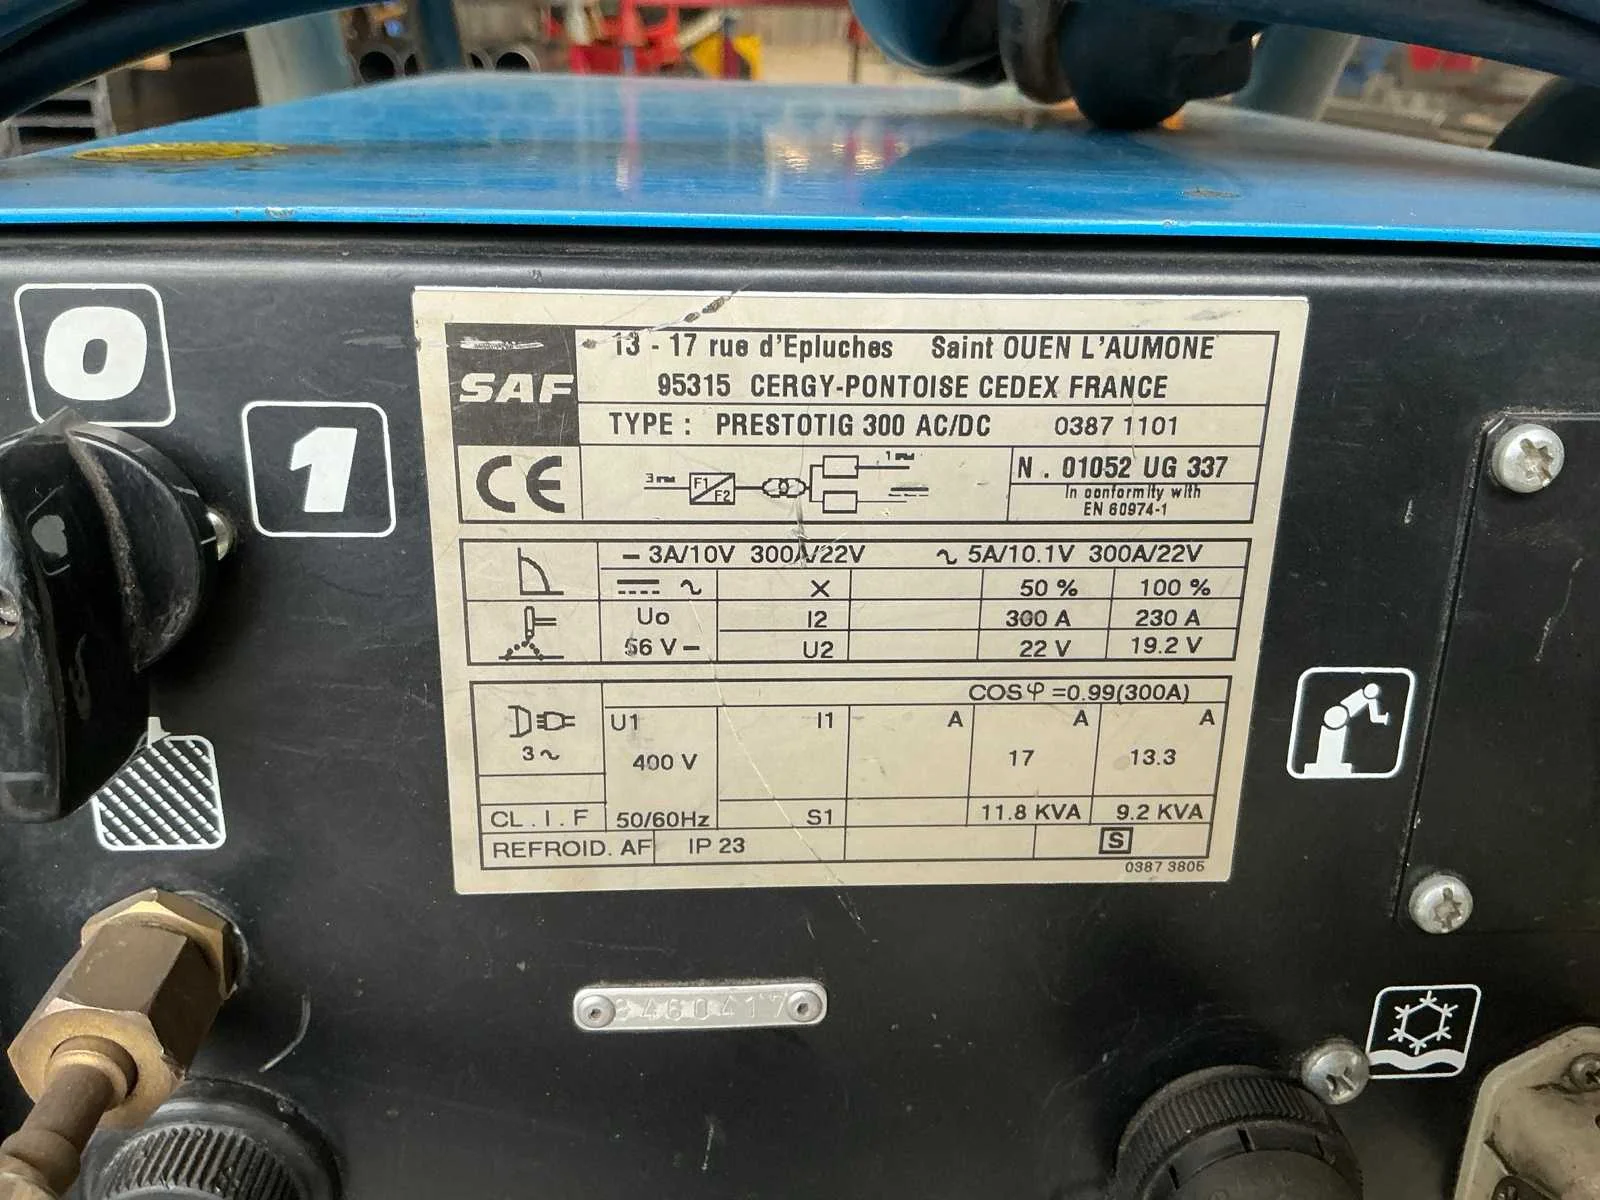 0
1
13 - 17 rue d'Epluches Saint OUEN L'AUMONE
SAF
95315 CERGY-PONTOISE CEDEX FRANCE
TYPE : PRESTOTIG 300 AC/DC 0387 1101
CE
3
F1
F2
1
N . 01052 UG 337
In conformity with
EN 60974-1
3A/10V 300A/22V ∿ 5A/10.1V 300A/22V
∿ X 50 % 100 %
Uo I2 300 A 230 A
56 V U2 22 V 19.2 V
COS φ =0.99(300A)
U1 I1 A A A
3∿ 400 V 17 13.3
CL . I . F 50/60Hz S1 11.8 KVA 9.2 KVA
REFROID. AF IP 23 S
0387 3805